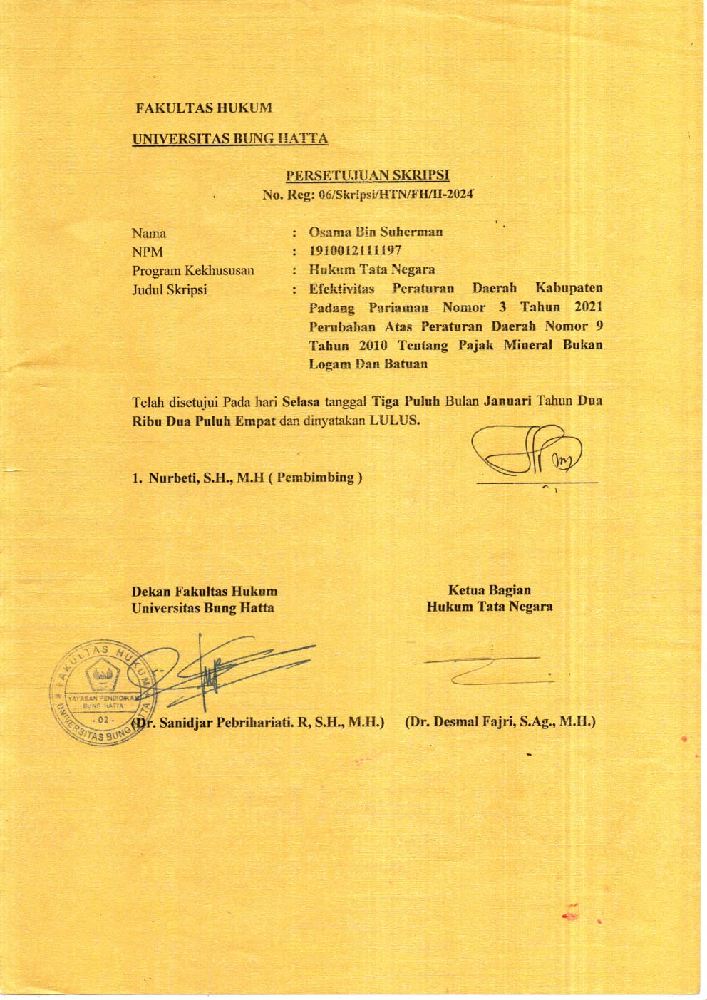 FAKULTAS HUKUM
UNIVERSITAS BUNG HATTA
PERSETUJUAN SKRIPSI
No. Reg: 06/Skripsi/HTN/FH/II-2024
Nama : Osama Bin Suherman
NPM : 1910012111197
Program Kekhususan : Hukum Tata Negara
Judul Skripsi : Efektivitas Peraturan Daerah Kabupaten
Padang Pariaman Nomor 3 Tahun 2021
Perubahan Atas Peraturan Daerah Nomor 9
Tahun 2010 Tentang Pajak Mineral Bukan
Logam Dan Batuan
Telah disetujui Pada hari Selasa tanggal Tiga Puluh Bulan Januari Tahun Dua
Ribu Dua Puluh Empat dan dinyatakan LULUS.
1. Nurbeti, S.H., M.H ( Pembimbing )
Dekan Fakultas Hukum
Universitas Bung Hatta
Ketua Bagian
Hukum Tata Negara
FAKULTAS HUKUM
YAYASAN PENDIDIKAN
BUNG HATTA
- 02 -
UNIVERSITAS BUNG HATTA
(Dr. Sanidjar Pebrihariati. R, S.H., M.H.)
(Dr. Desmal Fajri, S.Ag., M.H.)